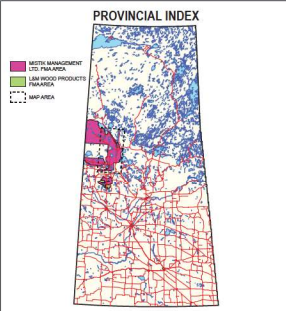 PROVINCIAL INDEX
MISTIK MANAGEMENT
LTD. FMA AREA
L&M WOOD PRODUCTS
FMA AREA
MAP AREA